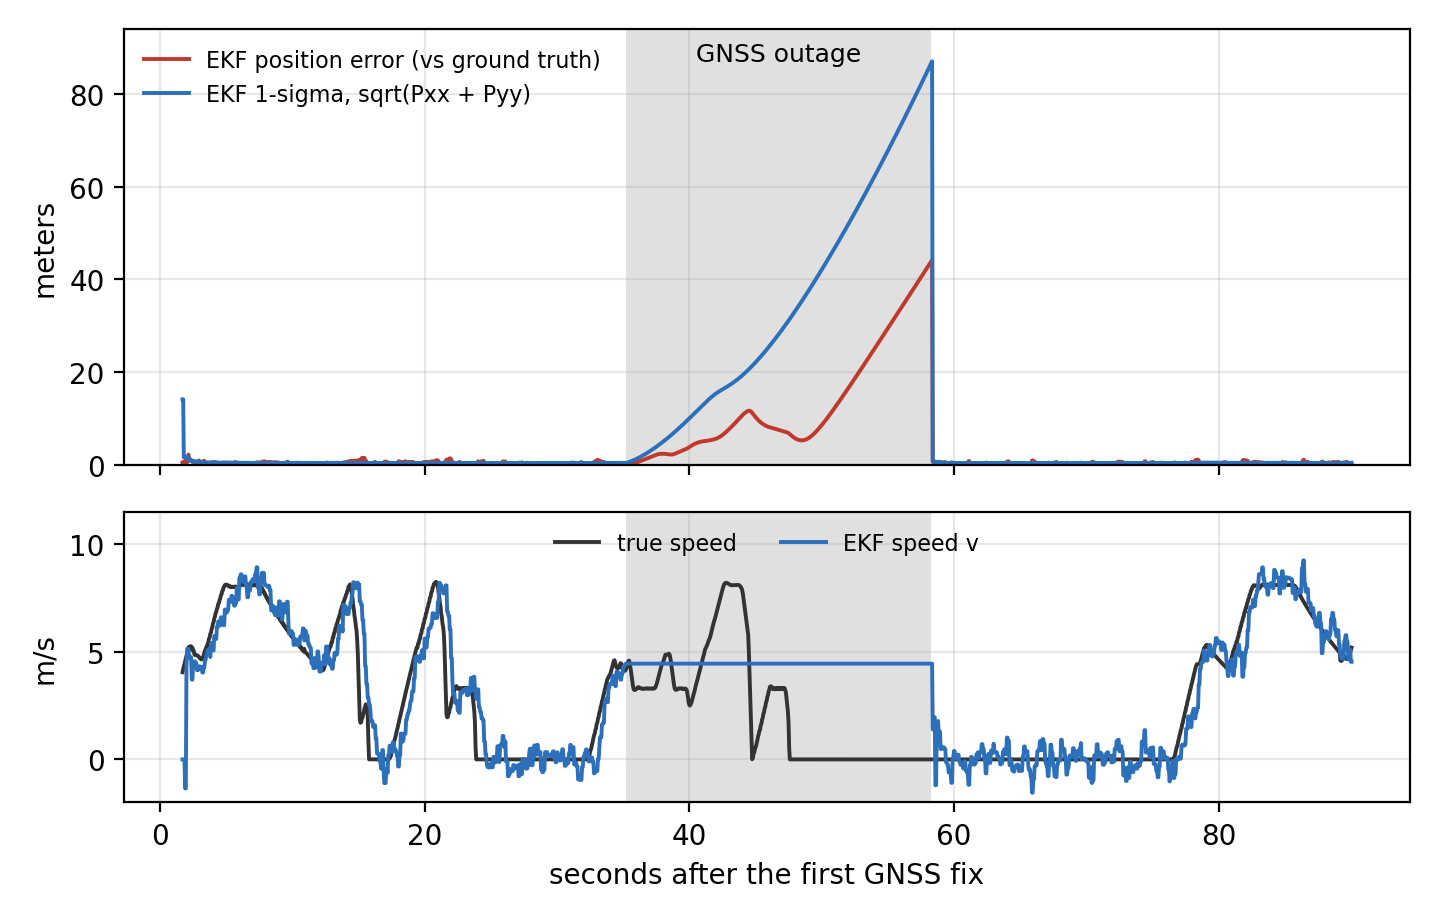 GNSS outage
EKF position error (vs ground truth)
EKF 1-sigma, sqrt(Pxx + Pyy)
80
60
40
20
0
meters
true speed
EKF speed v
10
5
0
m/s
0
20
40
60
80
seconds after the first GNSS fix